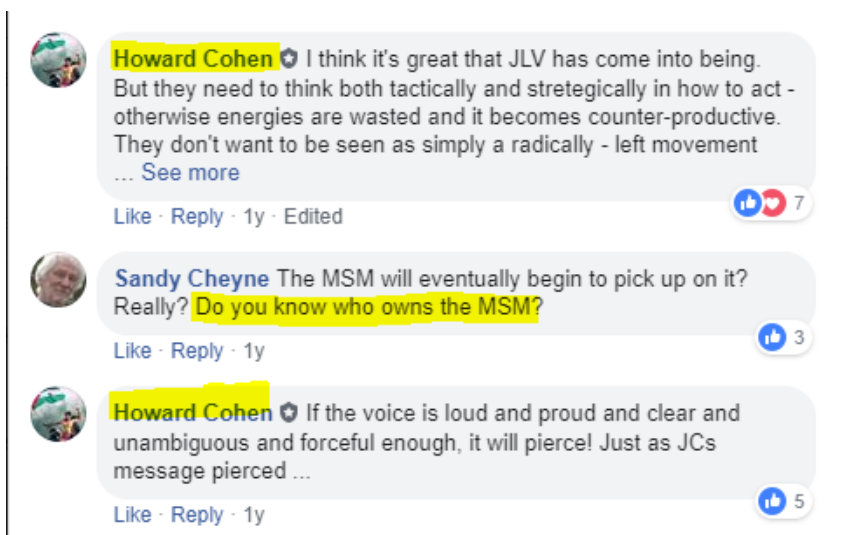 Howard Cohen I think it's great that JLV has come into being.
But they need to think both tactically and stretegically in how to act -
otherwise energies are wasted and it becomes counter-productive.
They don't want to be seen as simply a radically - left movement
... See more
7
Like · Reply · 1y · Edited
Sandy Cheyne The MSM will eventually begin to pick up on it?
Really? Do you know who owns the MSM?
3
Like · Reply · 1y
Howard Cohen If the voice is loud and proud and clear and
unambiguous and forceful enough, it will pierce! Just as JCs
message pierced ...
5
Like · Reply · 1y